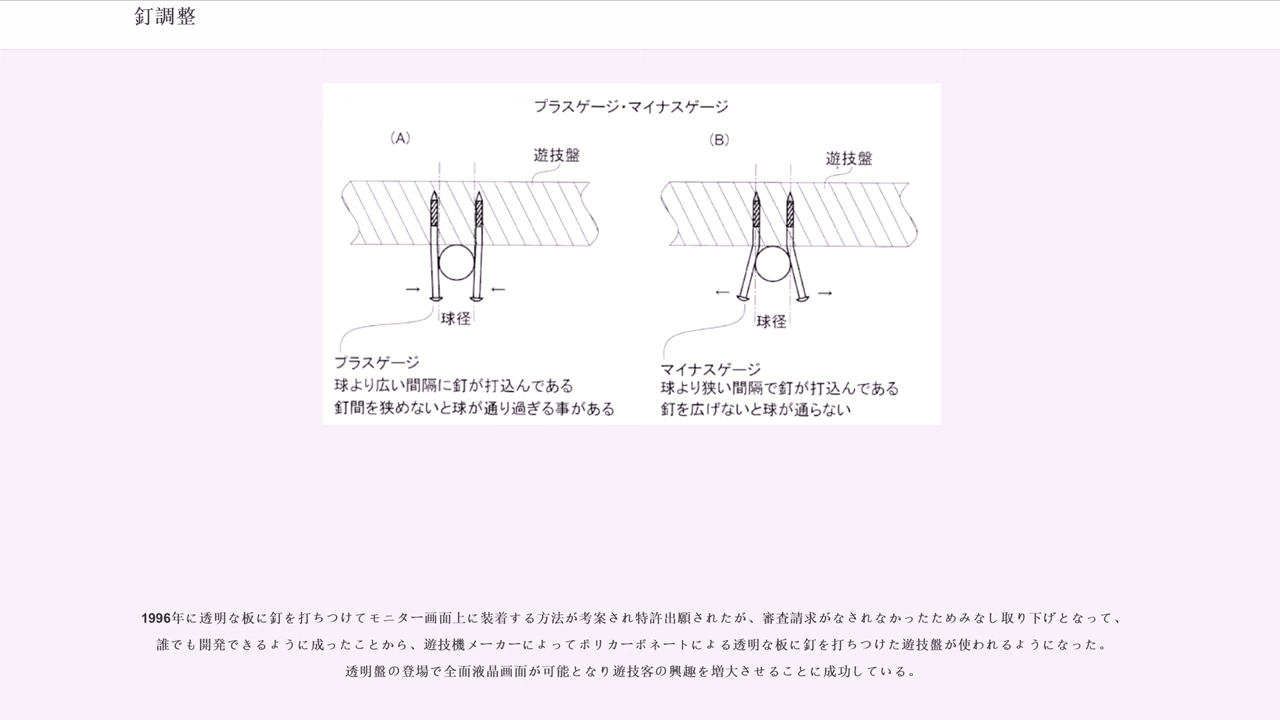 釘調整
プラスゲージ・マイナスゲージ
(A)
(B)
遊技盤
遊技盤
→
←
←
→
球径
球径
プラスゲージ
球より広い間隔に釘が打込んである
釘間を狭めないと球が通り過ぎる事がある
マイナスゲージ
球より狭い間隔で釘が打込んである
釘を広げないと球が通らない
1996年に透明な板に釘を打ちつけてモニター画面上に装着する方法が考案され特許出願されたが、審査請求がなされなかったためみなし取り下げとなって、
誰でも開発できるように成ったことから、遊技機メーカーによってポリカーボネートによる透明な板に釘を打ちつけた遊技盤が使われるようになった。
透明盤の登場で全面液晶画面が可能となり遊技客の興趣を増大させることに成功している。